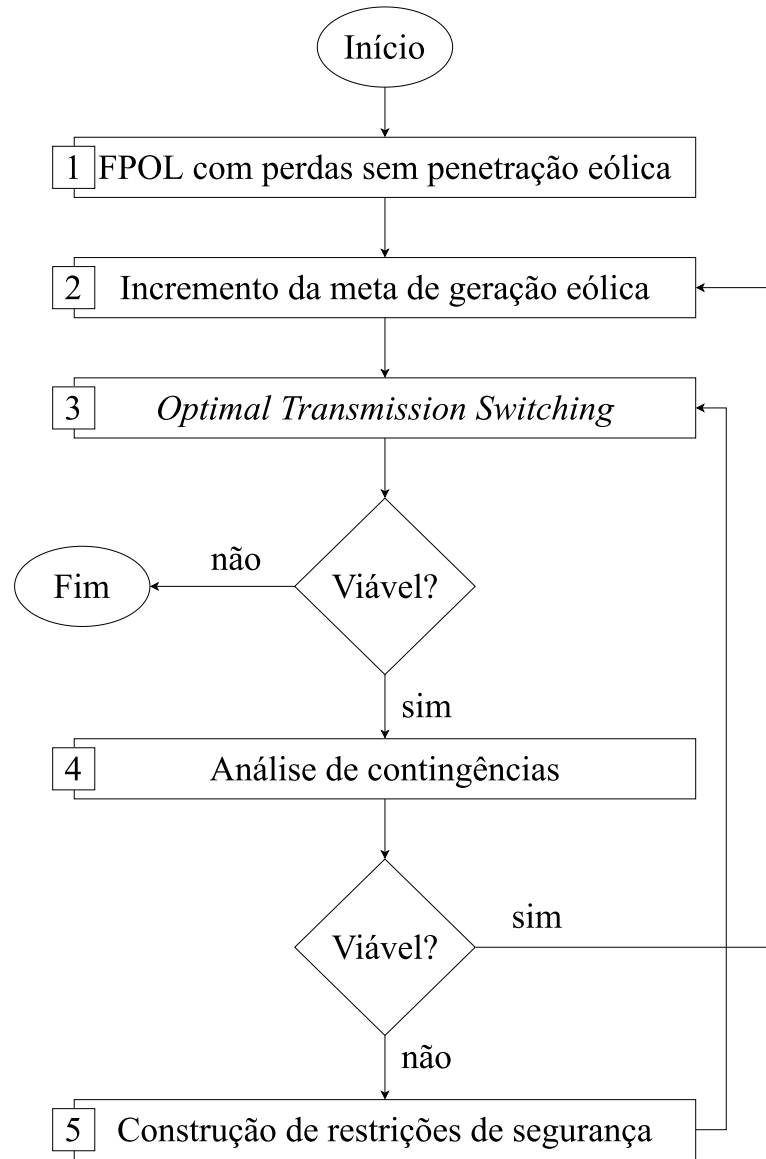 Início
1 FPOL com perdas sem penetração eólica
2 Incremento da meta de geração eólica
3 Optimal Transmission Switching
não
Fim
Viável?
sim
4 Análise de contingências
sim
Viável?
não
5 Construção de restrições de segurança